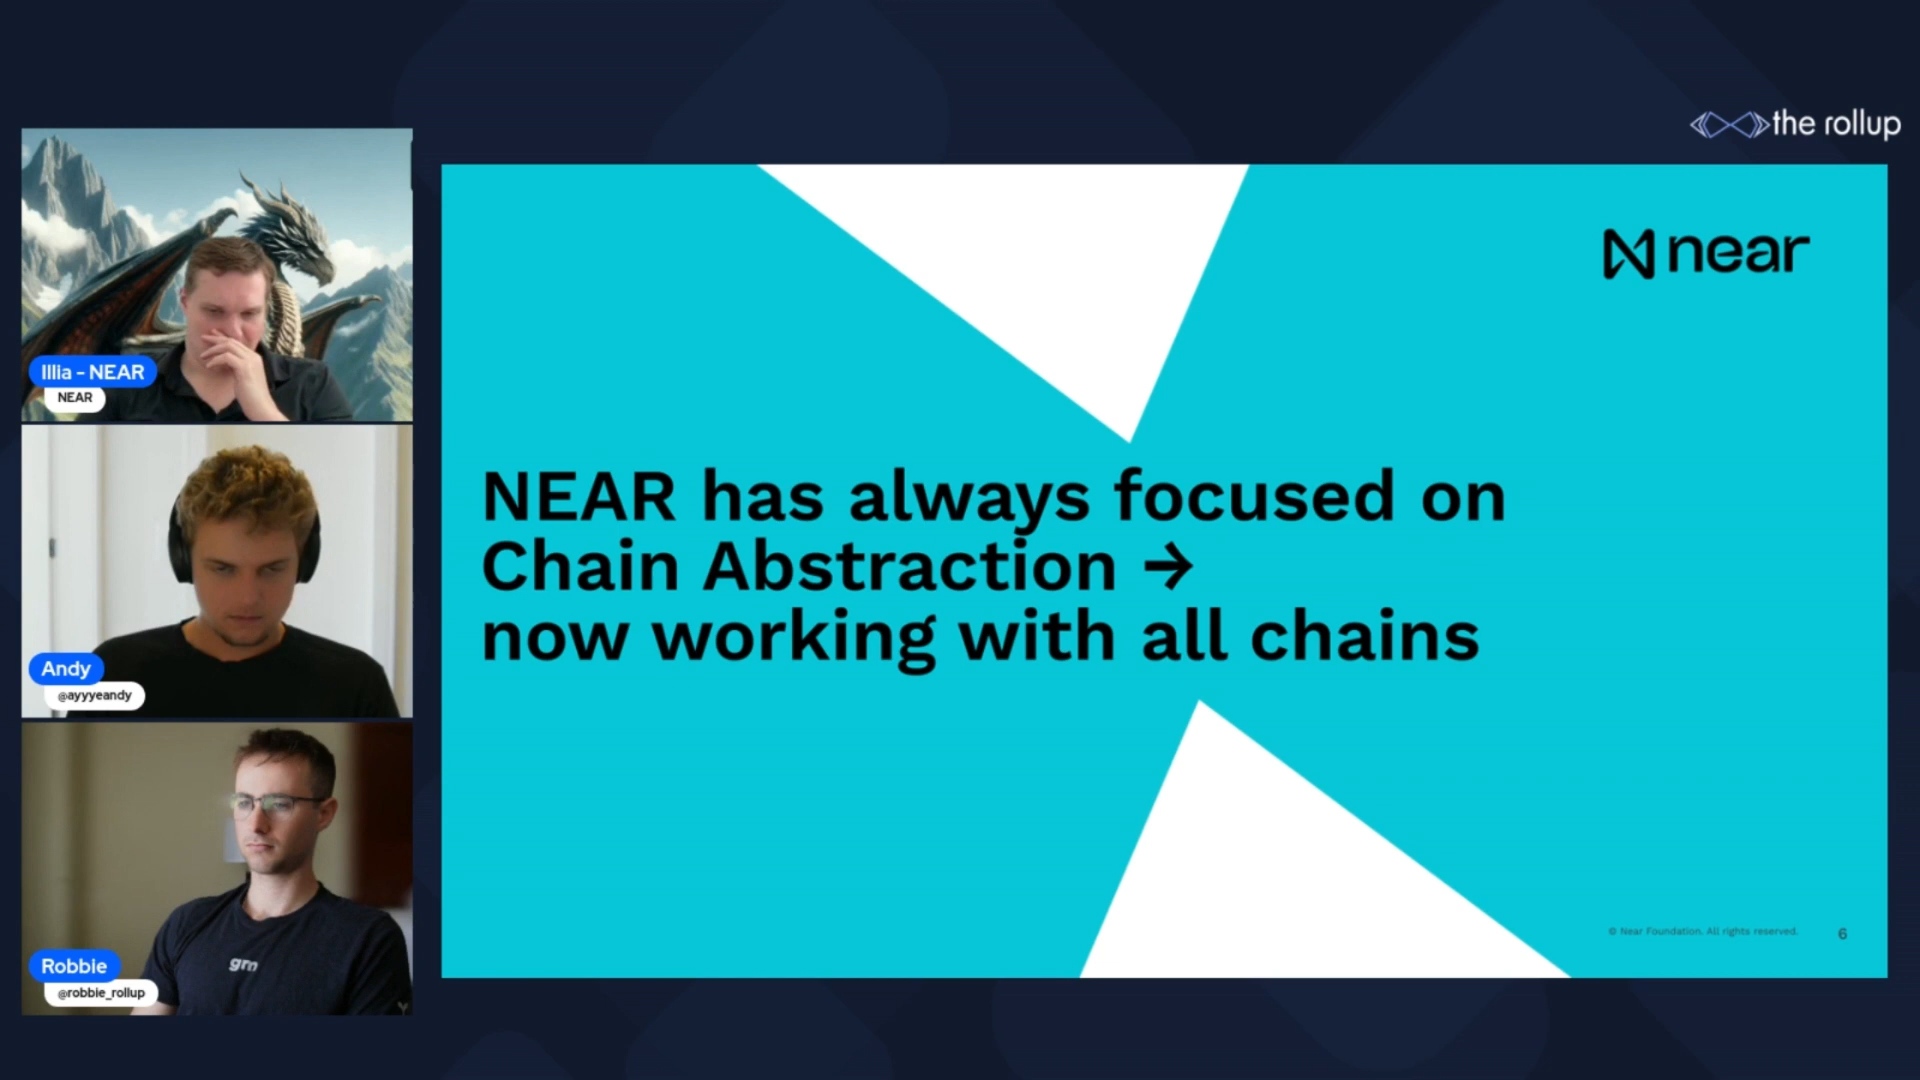 the rollup
near
Illia - NEAR
NEAR
Andy
@ayyyeandy
Robbie
@robbie_rollup
gm
NEAR has always focused on
Chain Abstraction →
now working with all chains
© Near Foundation. All rights reserved.
6